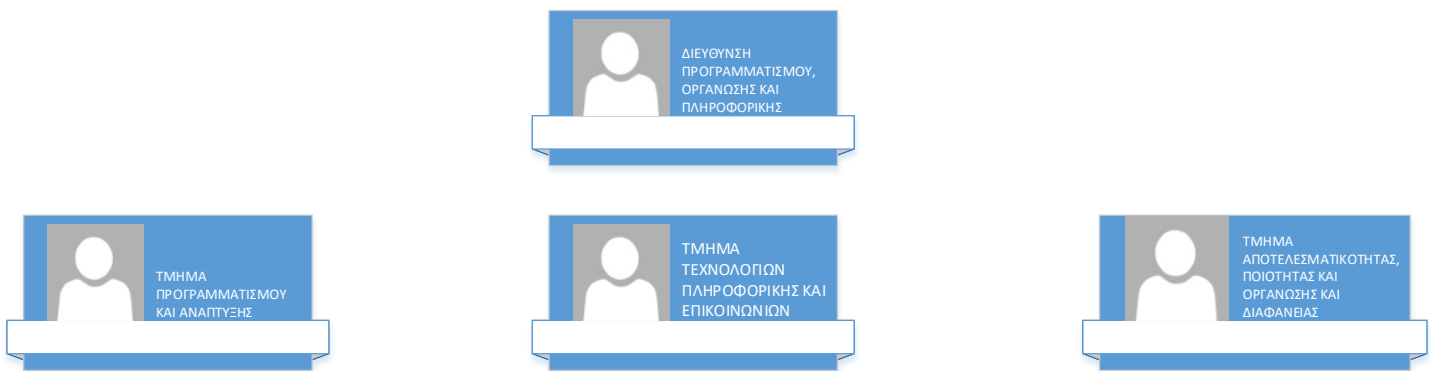 ΔΙΕΥΘΥΝΣΗ
ΠΡΟΓΡΑΜΜΑΤΙΣΜΟΥ,
ΟΡΓΑΝΩΣΗΣ ΚΑΙ
ΠΛΗΡΟΦΟΡΙΚΗΣ
ΤΜΗΜΑ
ΠΡΟΓΡΑΜΜΑΤΙΣΜΟΥ
ΚΑΙ ΑΝΑΠΤΥΞΗΣ
ΤΜΗΜΑ
ΤΕΧΝΟΛΟΓΙΩΝ
ΠΛΗΡΟΦΟΡΙΚΗΣ ΚΑΙ
ΕΠΙΚΟΙΝΩΝΙΩΝ
ΤΜΗΜΑ
ΑΠΟΤΕΛΕΣΜΑΤΙΚΟΤΗΤΑΣ,
ΠΟΙΟΤΗΤΑΣ ΚΑΙ
ΟΡΓΑΝΩΣΗΣ ΚΑΙ
ΔΙΑΦΑΝΕΙΑΣ